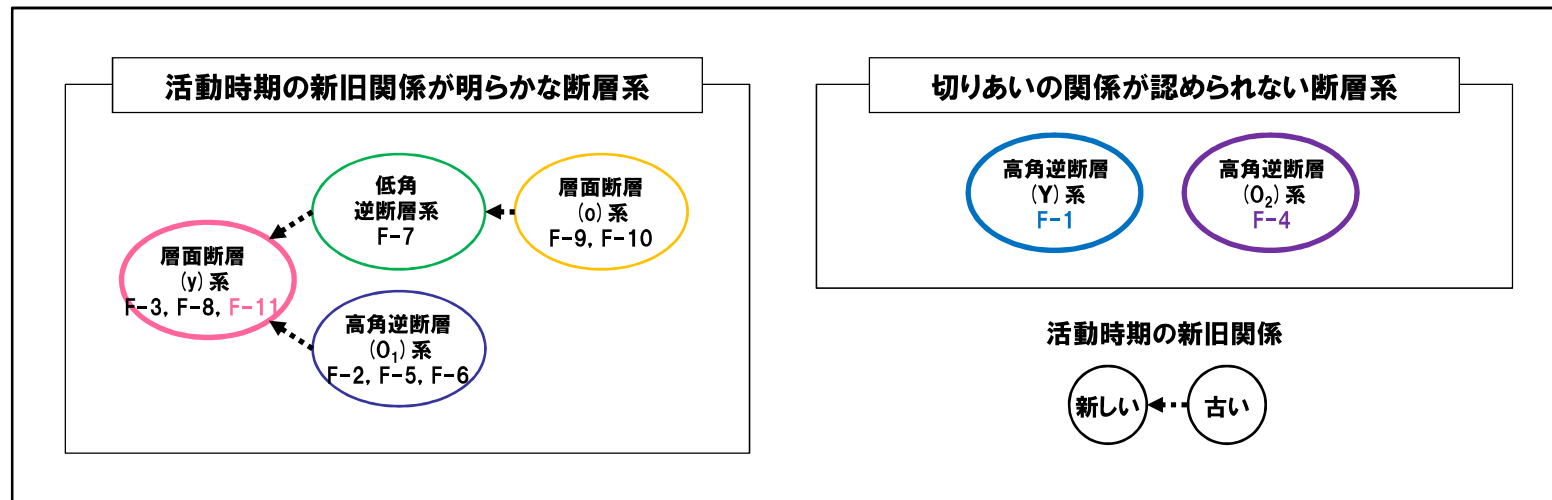 活動時期の新旧関係が明らかな断層系
低角
逆断層系
F-7
層面断層
(o)系
F-9, F-10
層面断層
(y)系
F-3, F-8, F-11
高角逆断層
(O₁)系
F-2, F-5, F-6
切りあいの関係が認められない断層系
高角逆断層
(Y)系
F-1
高角逆断層
(O₂)系
F-4
活動時期の新旧関係
新しい
古い